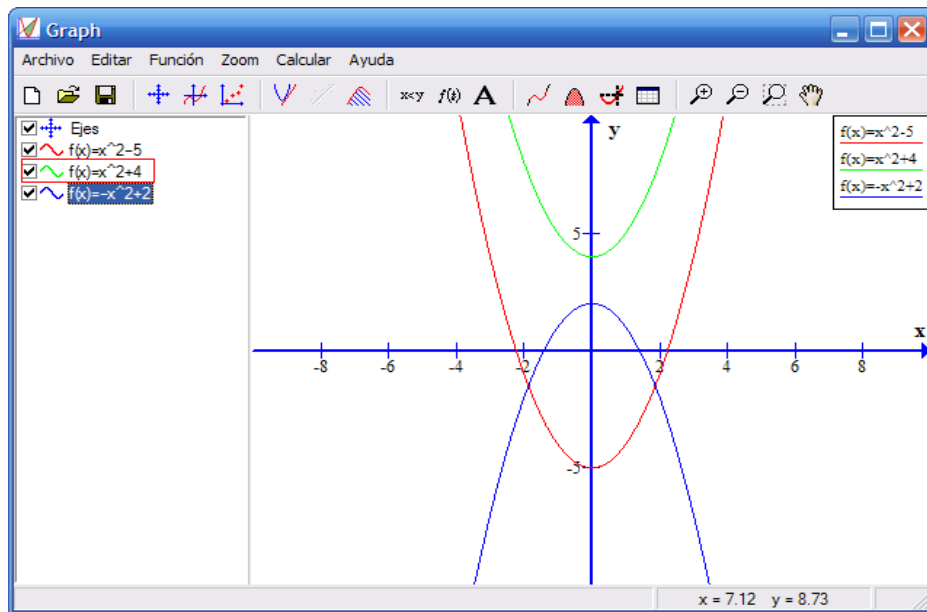 Graph
Archivo Editar Función Zoom Calcular Ayuda
x<y f(t) A
Ejes
f(x)=x^2-5
f(x)=x^2+4
f(x)=-x^2+2
y
f(x)=x^2-5
f(x)=x^2+4
f(x)=-x^2+2
5
x
-8 -6 -4 -2 2 4 6 8
-5
x = 7.12 y = 8.73